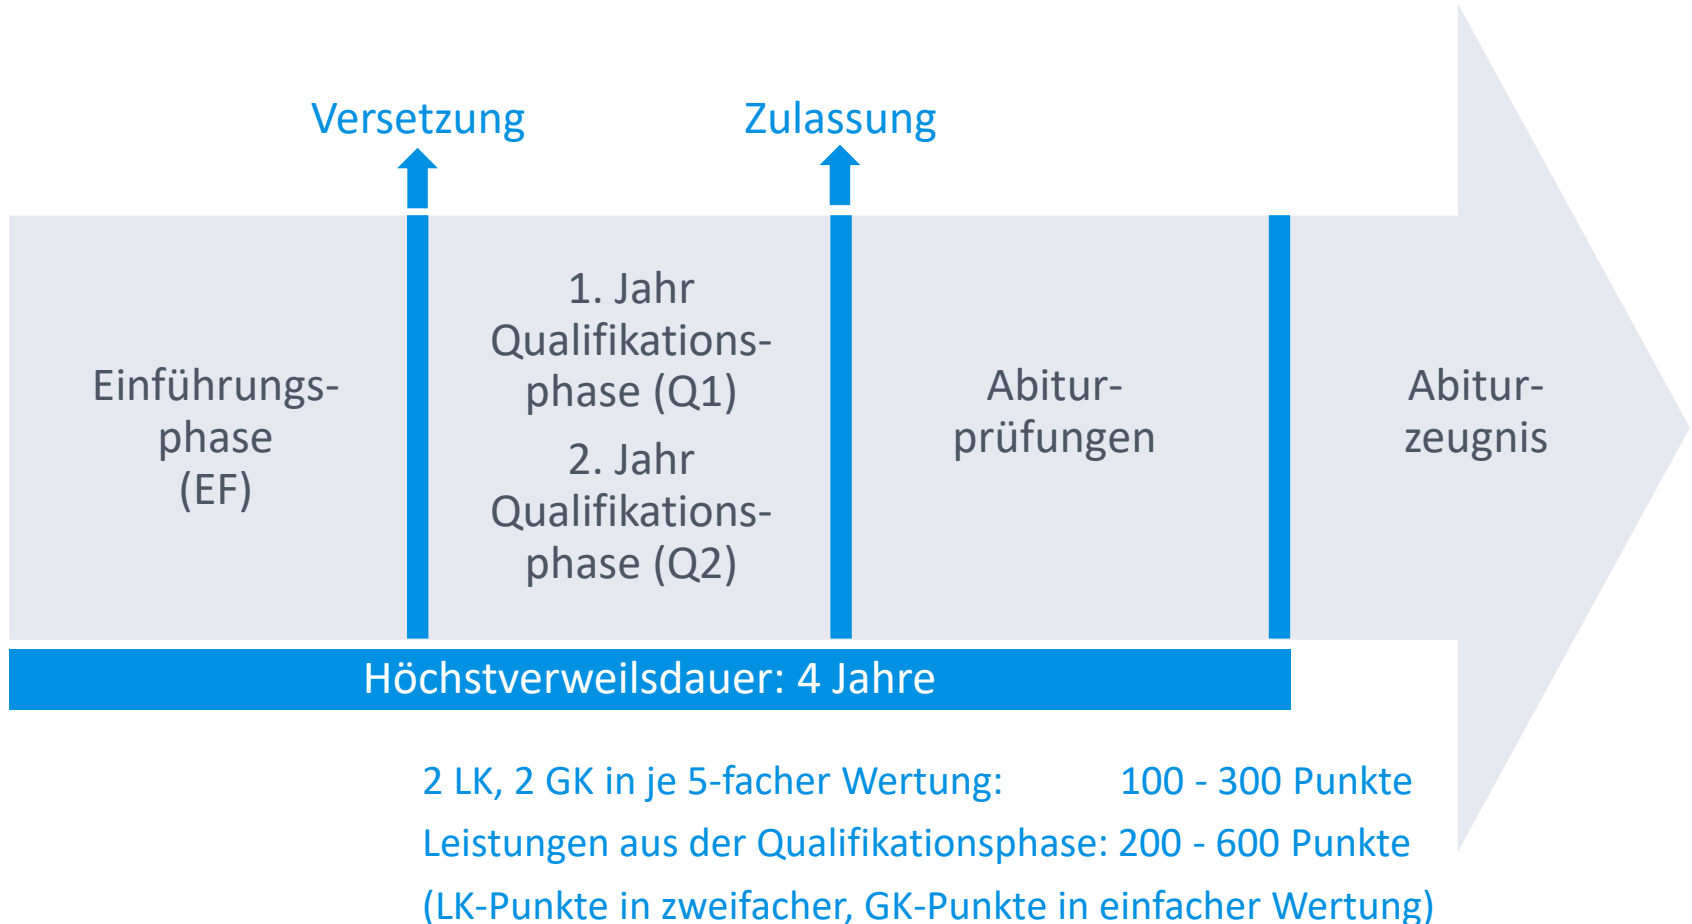 Versetzung
Zulassung
Einführungs-
phase
(EF)
1. Jahr
Qualifikations-
phase (Q1)
2. Jahr
Qualifikations-
phase (Q2)
Abitur-
prüfungen
Abitur-
zeugnis
Höchstverweilsdauer: 4 Jahre
2 LK, 2 GK in je 5-facher Wertung: 100 - 300 Punkte
Leistungen aus der Qualifikationsphase: 200 - 600 Punkte
(LK-Punkte in zweifacher, GK-Punkte in einfacher Wertung)